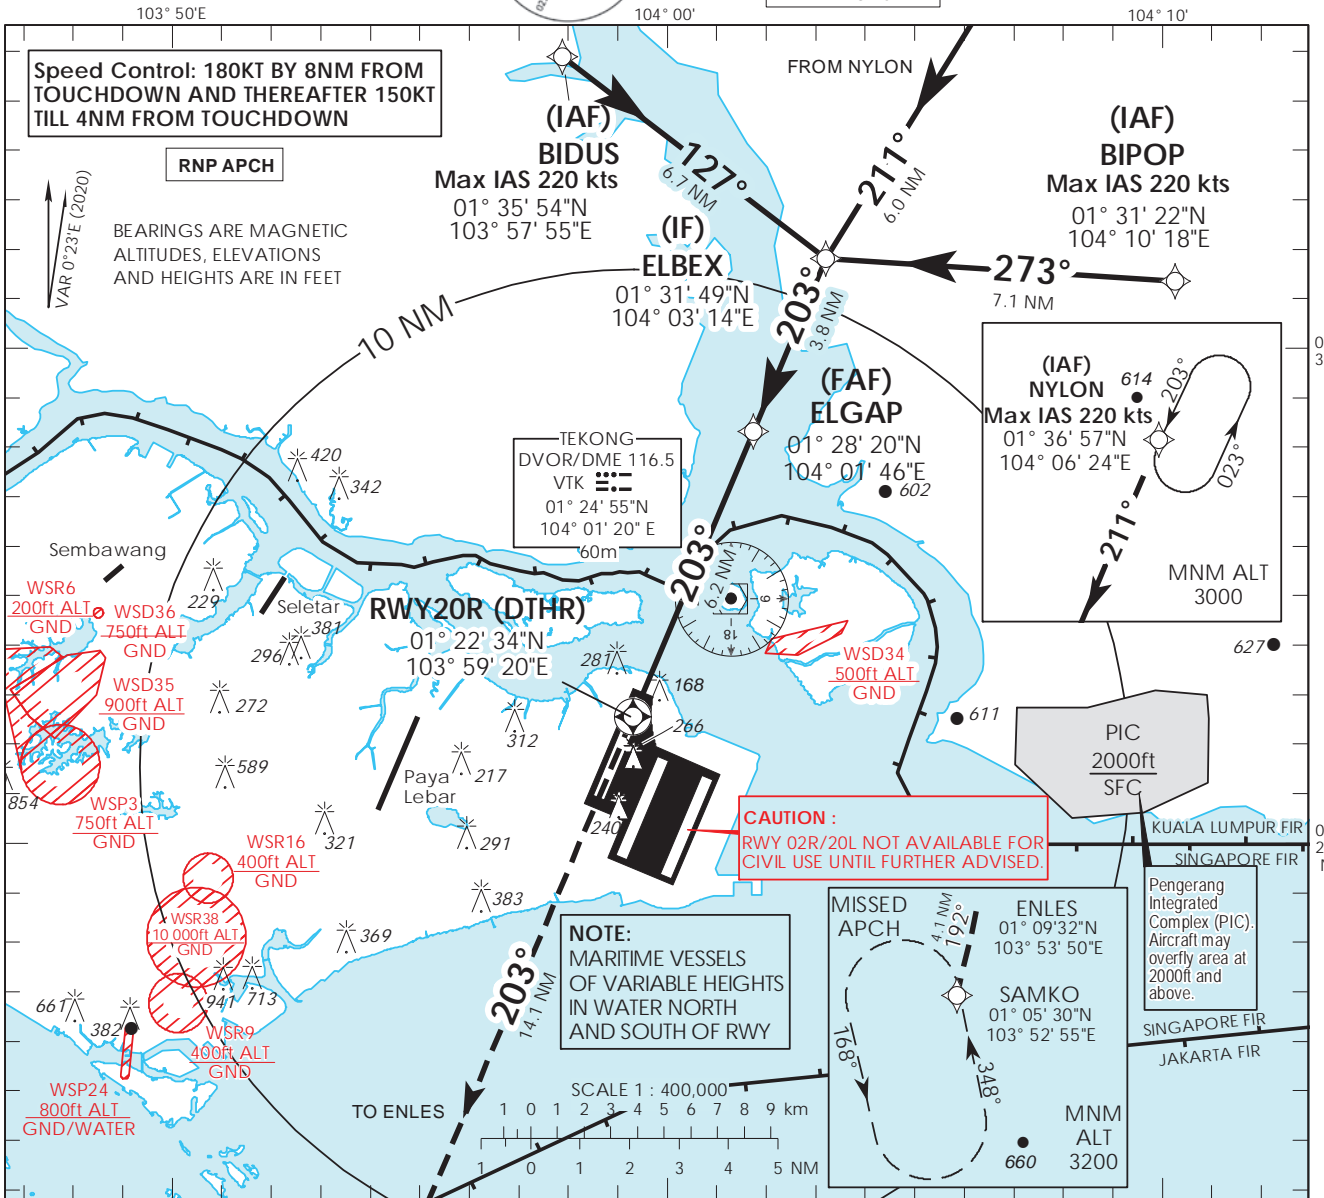 103° 50'E
104° 00'
104° 10'
Speed Control: 180KT BY 8NM FROM
TOUCHDOWN AND THEREAFTER 150KT
TILL 4NM FROM TOUCHDOWN
RNP APCH
VAR 0°23'E (2020)
BEARINGS ARE MAGNETIC
ALTITUDES, ELEVATIONS
AND HEIGHTS ARE IN FEET
FROM NYLON
(IAF)
BIDUS
Max IAS 220 kts
01° 35' 54"N
103° 57' 55"E
127°
6.7 NM
211°
6.0 NM
(IAF)
BIPOP
Max IAS 220 kts
01° 31' 22"N
104° 10' 18"E
(IF)
ELBEX
01° 31' 49"N
104° 03' 14"E
273°
7.1 NM
203°
3.8 NM
10 NM
(FAF)
ELGAP
01° 28' 20"N
104° 01' 46"E
602
(IAF)
NYLON
Max IAS 220 kts
01° 36' 57"N
104° 06' 24"E
614
203°
023°
211°
MNM ALT
3000
0
3
TEKONG
DVOR/DME 116.5
VTK
01° 24' 55"N
104° 01' 20" E
60m
420
342
203°
6.2 NM
9
18
Sembawang
229
Seletar
381
296
WSR6
200ft ALT
GND
WSD36
750ft ALT
GND
WSD35
900ft ALT
GND
RWY20R (DTHR)
01° 22' 34"N
103° 59' 20"E
281
168
266
WSD34
500ft ALT
GND
627
611
272
312
589
217
Paya
Lebar
854
WSP3
750ft ALT
GND
321
291
240
PIC
2000ft
SFC
CAUTION :
RWY 02R/20L NOT AVAILABLE FOR
CIVIL USE UNTIL FURTHER ADVISED.
KUALA LUMPUR FIR
SINGAPORE FIR
0
2
WSR16
400ft ALT
GND
383
WSR38
10 000ft ALT
GND
369
Pengerang
Integrated
Complex (PIC).
Aircraft may
overfly area at
2000ft and
above.
NOTE:
MARITIME VESSELS
OF VARIABLE HEIGHTS
IN WATER NORTH
AND SOUTH OF RWY
MISSED
APCH
4.1 NM
192°
ENLES
01° 09'32"N
103° 53' 50"E
SAMKO
01° 05' 30"N
103° 52' 55"E
168°
348°
MNM
ALT
3200
660
203°
14.1 NM
941
713
661
382
WSR9
400ft ALT
GND
WSP24
800ft ALT
GND/WATER
SINGAPORE FIR
JAKARTA FIR
TO ENLES
SCALE 1 : 400,000
1 0 1 2 3 4 5 6 7 8 9 km
1 0 1 2 3 4 5 NM